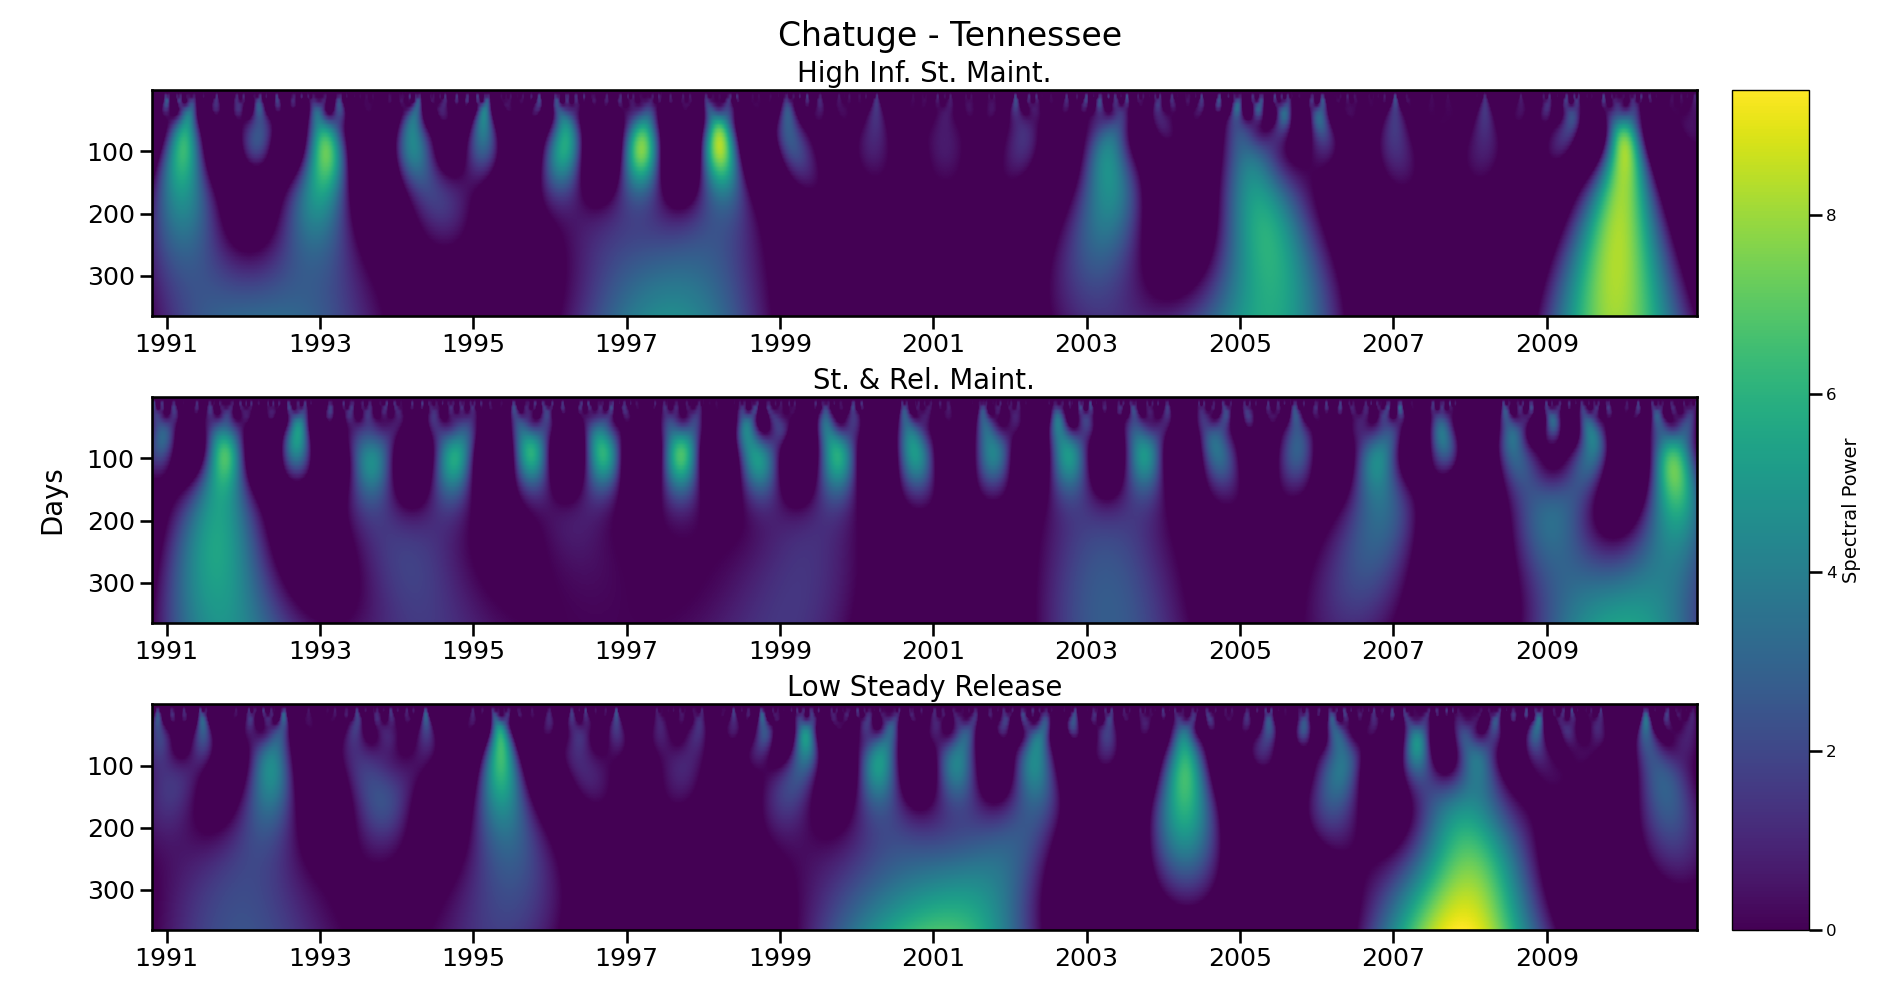 Chatuge - Tennessee
High Inf. St. Maint.
100
200
300
1991 1993 1995 1997 1999 2001 2003 2005 2007 2009
St. & Rel. Maint.
Days
100
200
300
1991 1993 1995 1997 1999 2001 2003 2005 2007 2009
Low Steady Release
100
200
300
1991 1993 1995 1997 1999 2001 2003 2005 2007 2009
8
6
4
2
0
Spectral Power